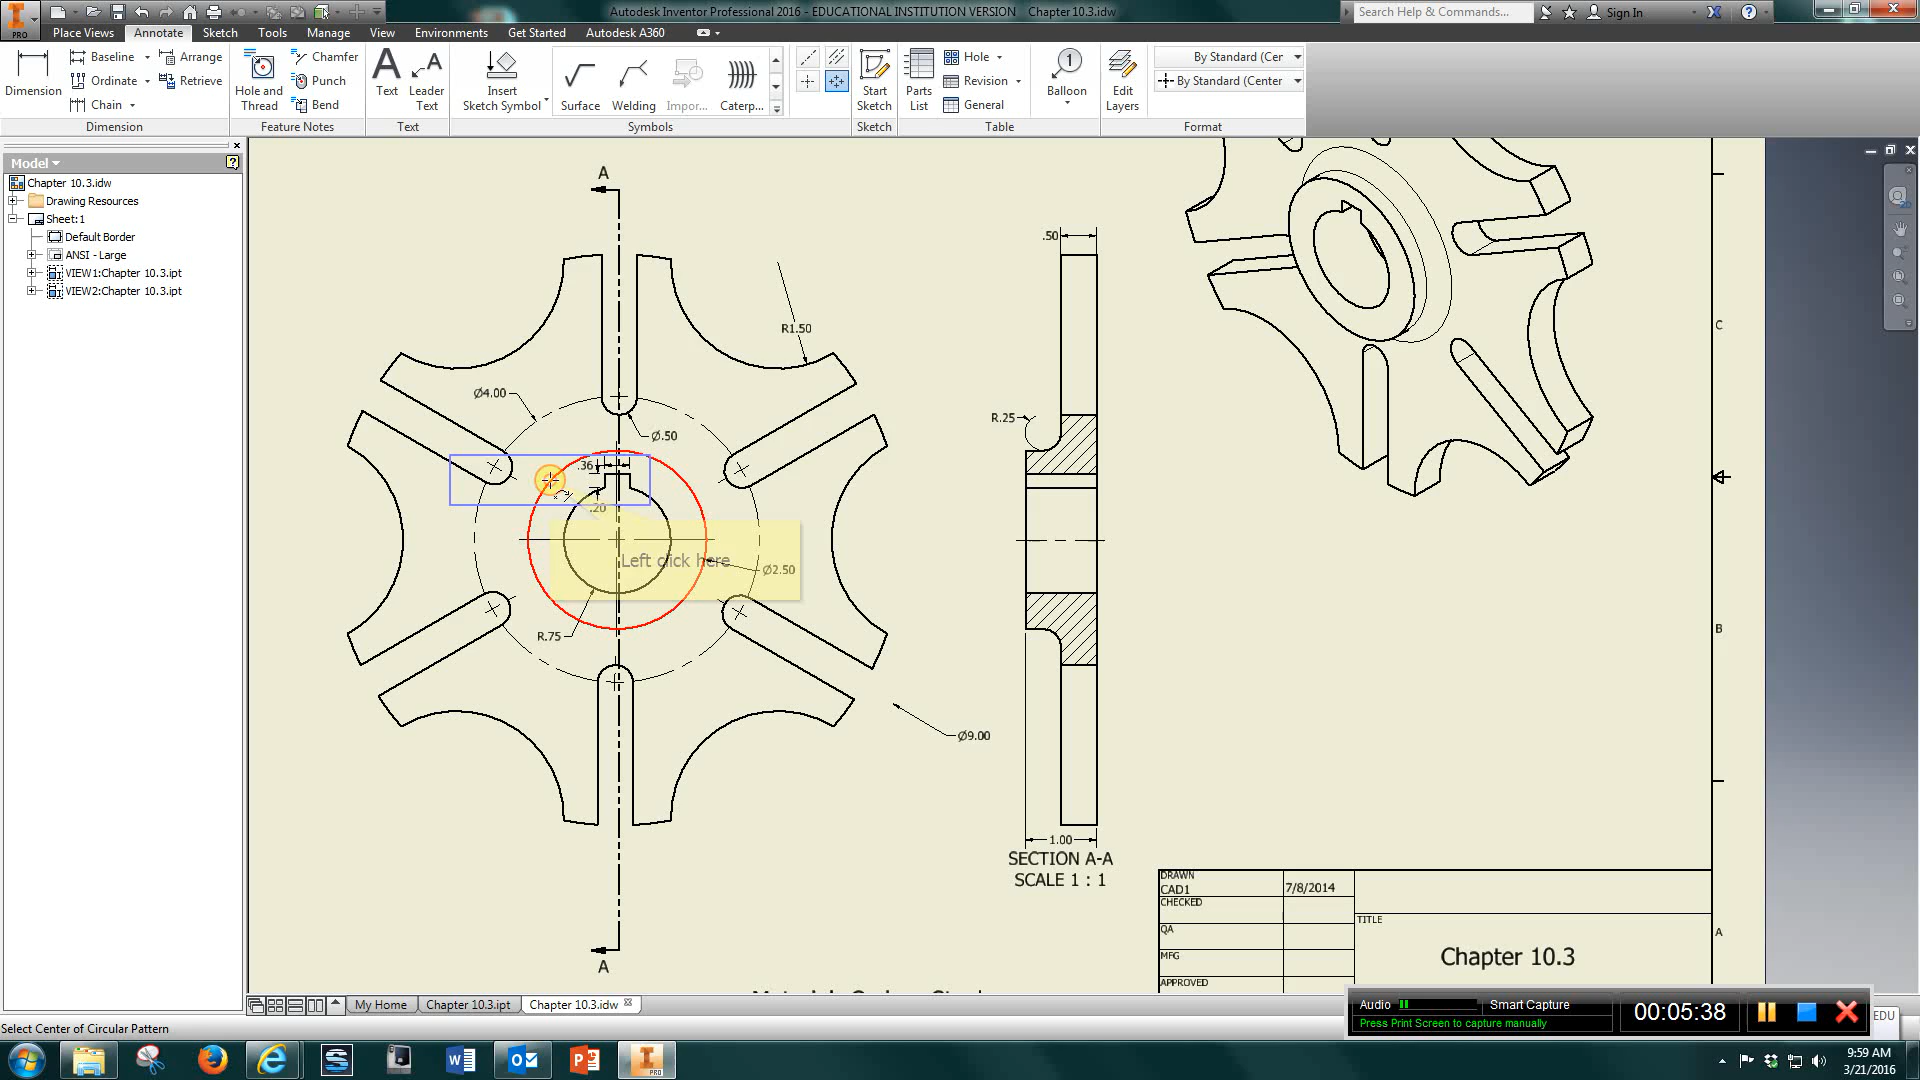 Autodesk Inventor Professional 2016 - EDUCATIONAL INSTITUTION VERSION Chapter10.3.idw
Search Help & Commands...
Sign In
PRO
Place Views
Annotate
Sketch
Tools
Manage
View
Environments
Get Started
Autodesk A360
Dimension
Baseline
Ordinate
Chain
Arrange
Retrieve
Dimension
Hole and Thread
Chamfer
Punch
Bend
Feature Notes
Text
Leader Text
Text
Insert Sketch Symbol
Surface
Welding
Impor...
Caterp...
Symbols
Start Sketch
Sketch
Parts List
Hole
Revision
General
Table
Balloon
Edit Layers
By Standard (Cer
By Standard (Center
Format
Model
Chapter 10.3.idw
Drawing Resources
Sheet:1
Default Border
ANSI - Large
VIEW1:Chapter 10.3.ipt
VIEW2:Chapter 10.3.ipt
A
.50
R1.50
C
Ø4.00
Ø.50
R.25
.36
.20
Left click here
Ø2.50
R.75
B
Ø9.00
1.00
SECTION A-A
SCALE 1 : 1
A
DRAWN
CAD1
7/8/2014
CHECKED
QA
MFG
APPROVED
TITLE
Chapter 10.3
A
My Home
Chapter 10.3.ipt
Chapter 10.3.idw
Select Center of Circular Pattern
Audio
Smart Capture
Press Print Screen to capture manually
00:05:38
EDU
9:59 AM
3/21/2016